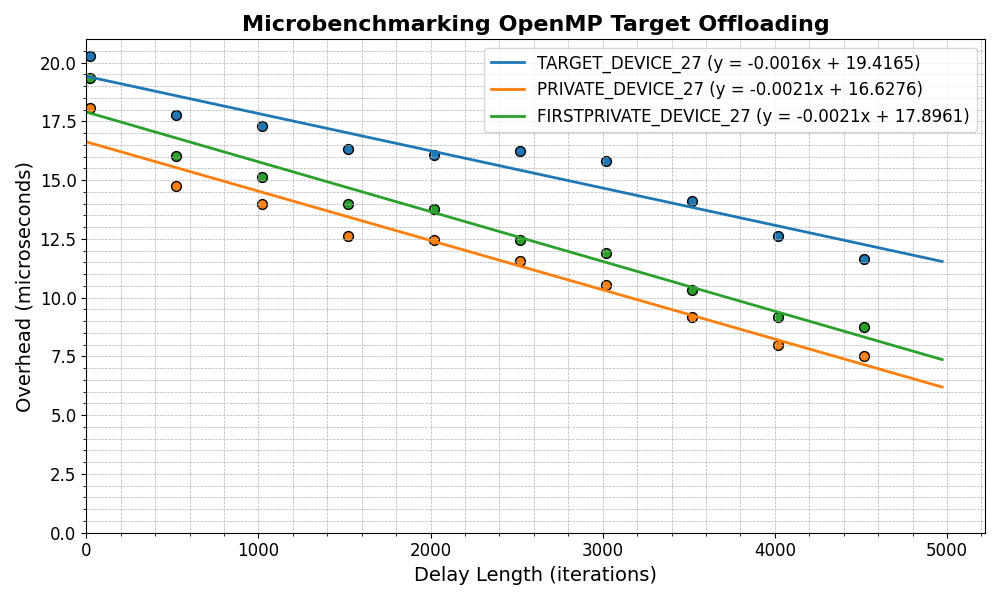 Microbenchmarking OpenMP Target Offloading
TARGET_DEVICE_27 (y = -0.0016x + 19.4165)
PRIVATE_DEVICE_27 (y = -0.0021x + 16.6276)
FIRSTPRIVATE_DEVICE_27 (y = -0.0021x + 17.8961)
Overhead (microseconds)
20.0
17.5
15.0
12.5
10.0
7.5
5.0
2.5
0.0
0 1000 2000 3000 4000 5000
Delay Length (iterations)